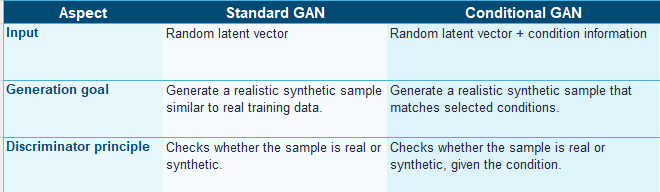 Aspect Standard GAN Conditional GAN
Input Random latent vector Random latent vector + condition information
Generation goal Generate a realistic synthetic sample Generate a realistic synthetic sample that
similar to real training data. matches selected conditions.
Discriminator principle Checks whether the sample is real or Checks whether the sample is real or
synthetic. synthetic, given the condition.